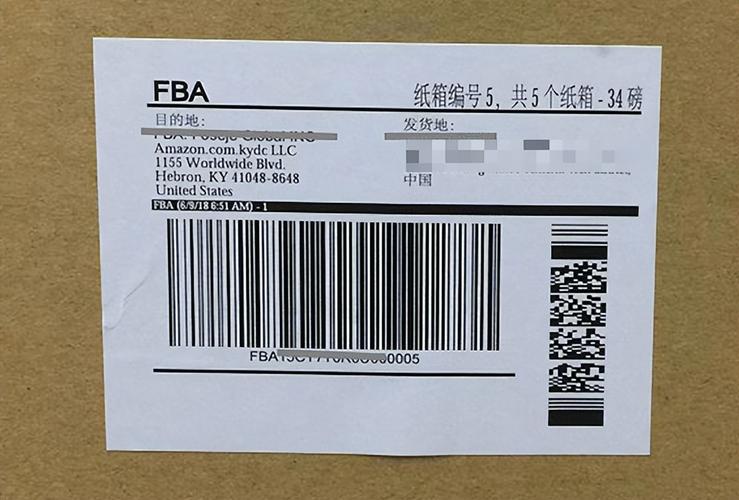 FBA
纸箱编号 5，共 5 个纸箱 - 34 磅
目的地:
FBA:
Amazon.com.kydc LLC
1155 Worldwide Blvd.
Hebron, KY 41048-8648
United States
发货地:
中国
FBA (6/9/18 6:51 AM) - 1